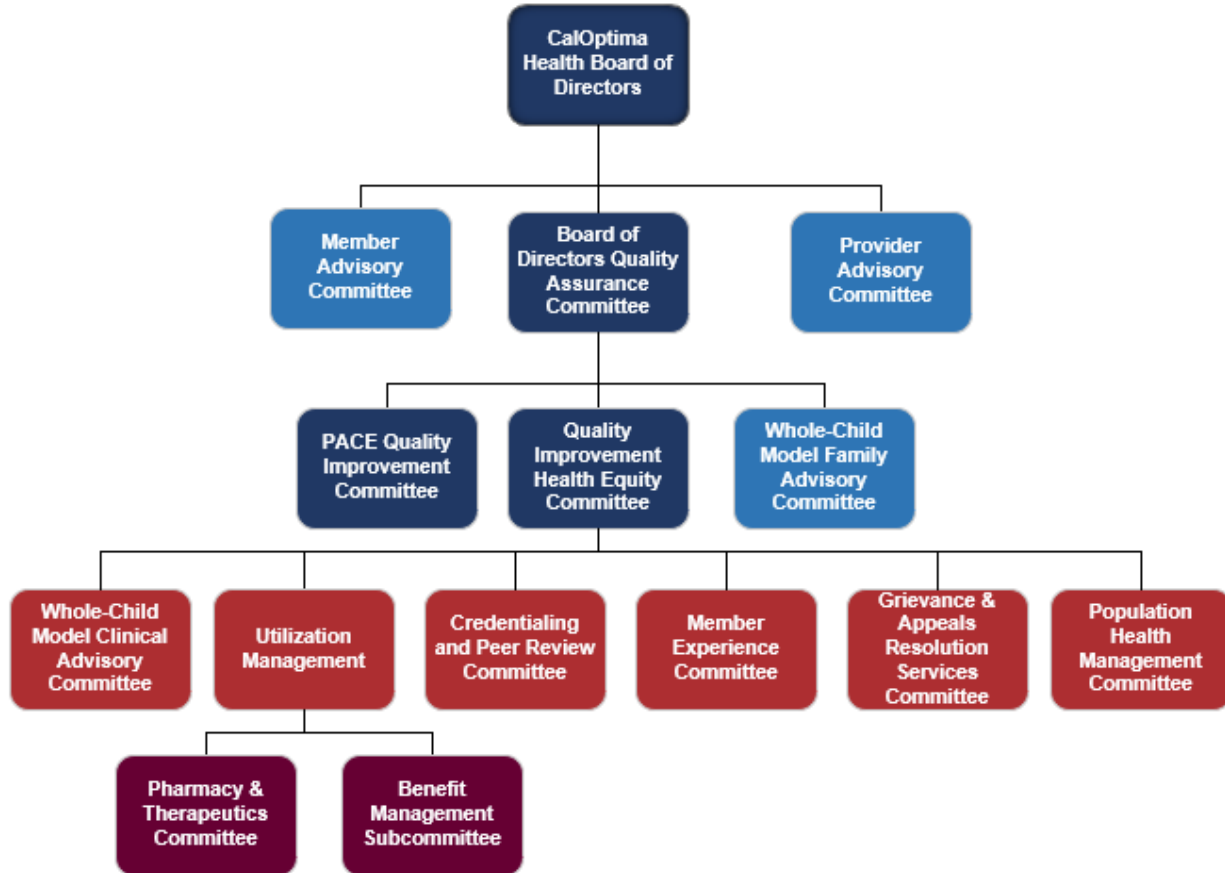 CalOptima
Health Board of
Directors
Member
Advisory
Committee
Board of
Directors Quality
Assurance
Committee
Provider
Advisory
Committee
PACE Quality
Improvement
Committee
Quality
Improvement
Health Equity
Committee
Whole-Child
Model Family
Advisory
Committee
Whole-Child
Model Clinical
Advisory
Committee
Utilization
Management
Credentialing
and Peer Review
Committee
Member
Experience
Committee
Grievance &
Appeals
Resolution
Services
Committee
Population
Health
Management
Committee
Pharmacy &
Therapeutics
Committee
Benefit
Management
Subcommittee